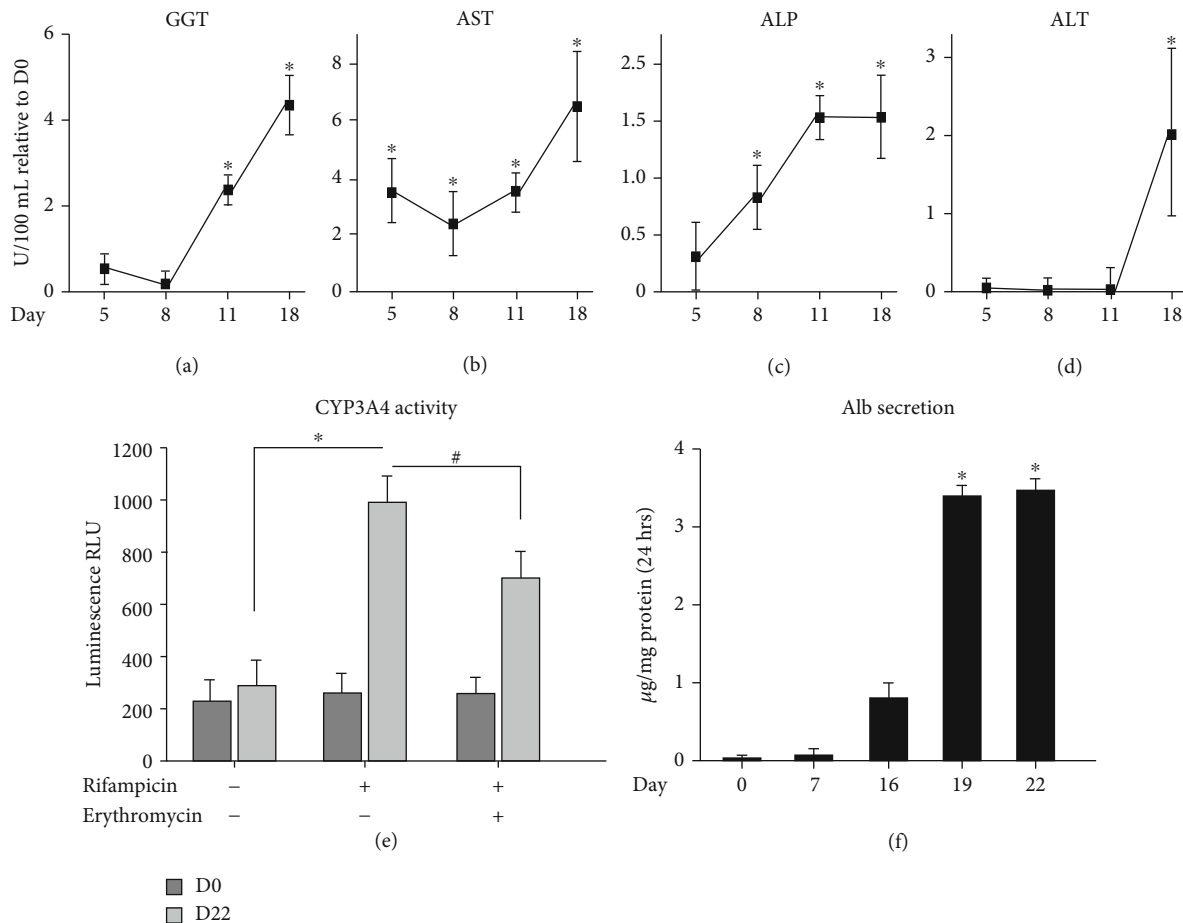 GGT
6
4
2
0
U/100 mL relative to D0
*
*
Day
5 8 11 18
(a)
AST
8
6
4
2
0
*
*
*
*
5 8 11 18
(b)
ALP
2.5
1.5
1.0
0.5
0
*
*
*
5 8 11 18
(c)
ALT
3
2
1
0
*
5 8 11 18
(d)
CYP3A4 activity
1200
1000
800
600
400
200
0
Luminescence RLU
*
#
Rifampicin − + +
Erythromycin − − +
(e)
D0
D22
Alb secretion
4
3
2
1
0
µg/mg protein (24 hrs)
*
*
Day 0 7 16 19 22
(f)